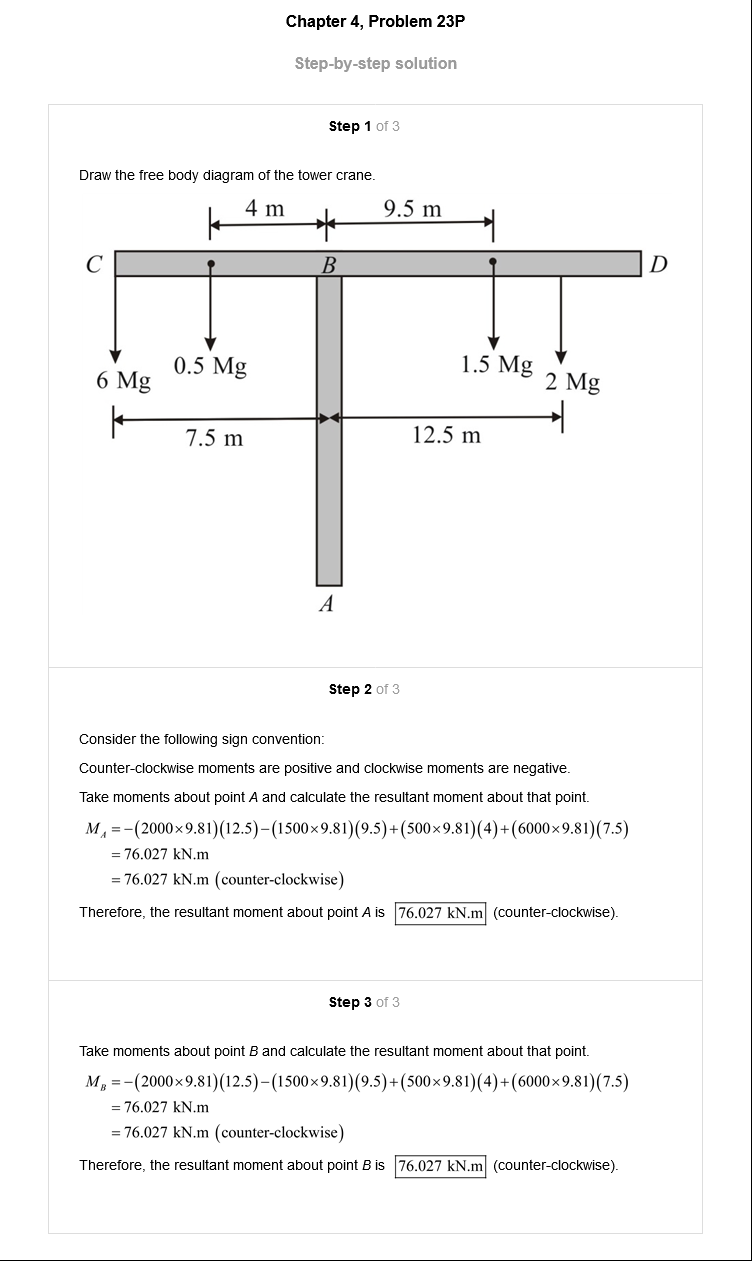 Chapter 4, Problem 23P
Step-by-step solution
Step 1 of 3
Draw the free body diagram of the tower crane.
4 m
9.5 m
C
B
D
6 Mg
0.5 Mg
1.5 Mg
2 Mg
7.5 m
12.5 m
A
Step 2 of 3
Consider the following sign convention:
Counter-clockwise moments are positive and clockwise moments are negative.
Take moments about point A and calculate the resultant moment about that point.
M_A = −(2000×9.81)(12.5)−(1500×9.81)(9.5)+(500×9.81)(4)+(6000×9.81)(7.5)
= 76.027 kN.m
= 76.027 kN.m (counter-clockwise)
Therefore, the resultant moment about point A is 76.027 kN.m (counter-clockwise).
Step 3 of 3
Take moments about point B and calculate the resultant moment about that point.
M_B = −(2000×9.81)(12.5)−(1500×9.81)(9.5)+(500×9.81)(4)+(6000×9.81)(7.5)
= 76.027 kN.m
= 76.027 kN.m (counter-clockwise)
Therefore, the resultant moment about point B is 76.027 kN.m (counter-clockwise).